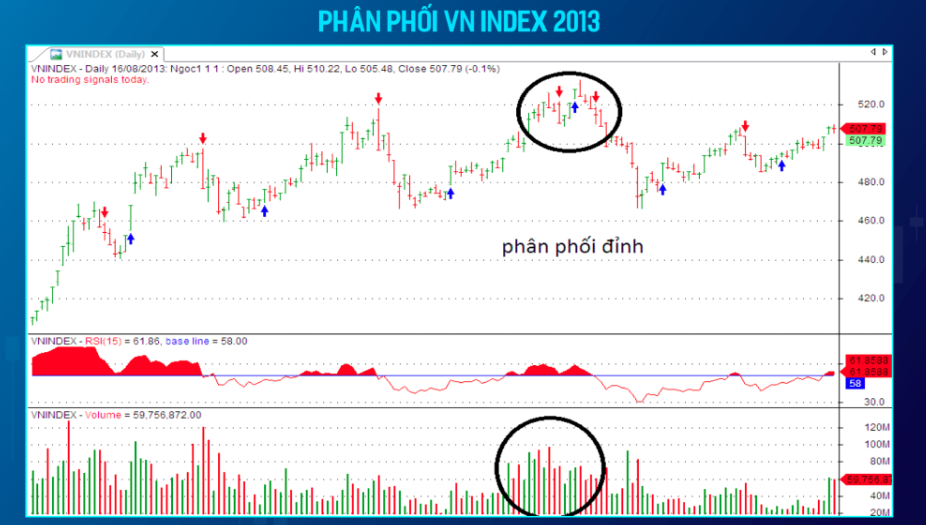 PHÂN PHỐI VN INDEX 2013
VNINDEX (Daily)
VNINDEX - Daily 16/08/2013: Ngoc1 1 1 : Open 508.45, Hi 510.22, Lo 505.48, Close 507.79 (-0.1%)
No trading signals today.
520.0
507.79
507.79
480.0
460.0
phân phối đỉnh
440.0
420.0
VNINDEX - RSI(15) = 61.86, base line = 58.00
61.8588
61.8588
58
30.0
VNINDEX - Volume = 59,756,872.00
120M
100M
80M
40M
20M